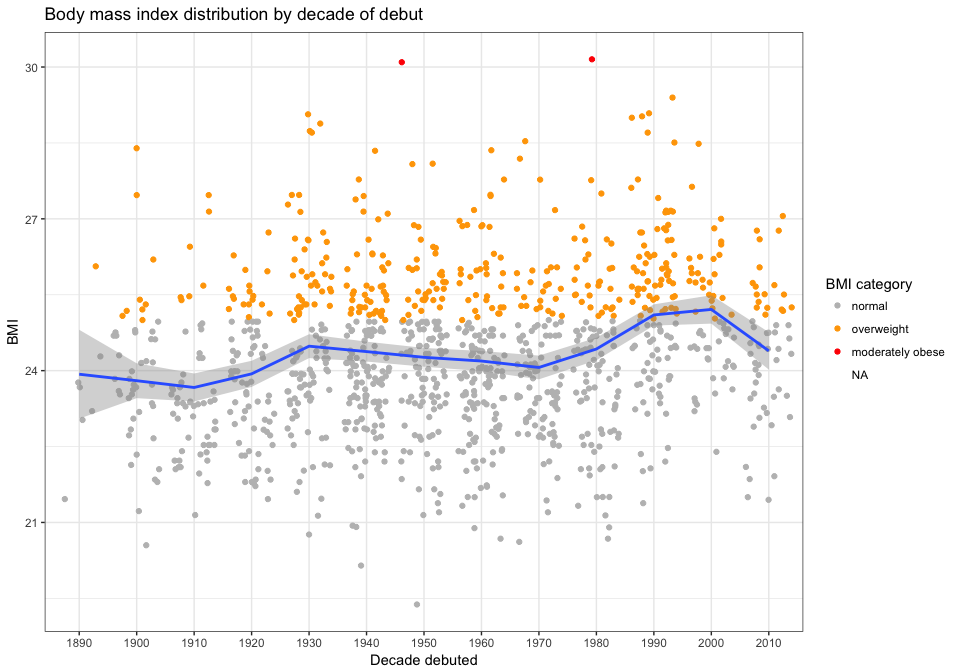 Body mass index distribution by decade of debut
BMI
30
27
24
21
1890 1900 1910 1920 1930 1940 1950 1960 1970 1980 1990 2000 2010
Decade debuted
BMI category
normal
overweight
moderately obese
NA